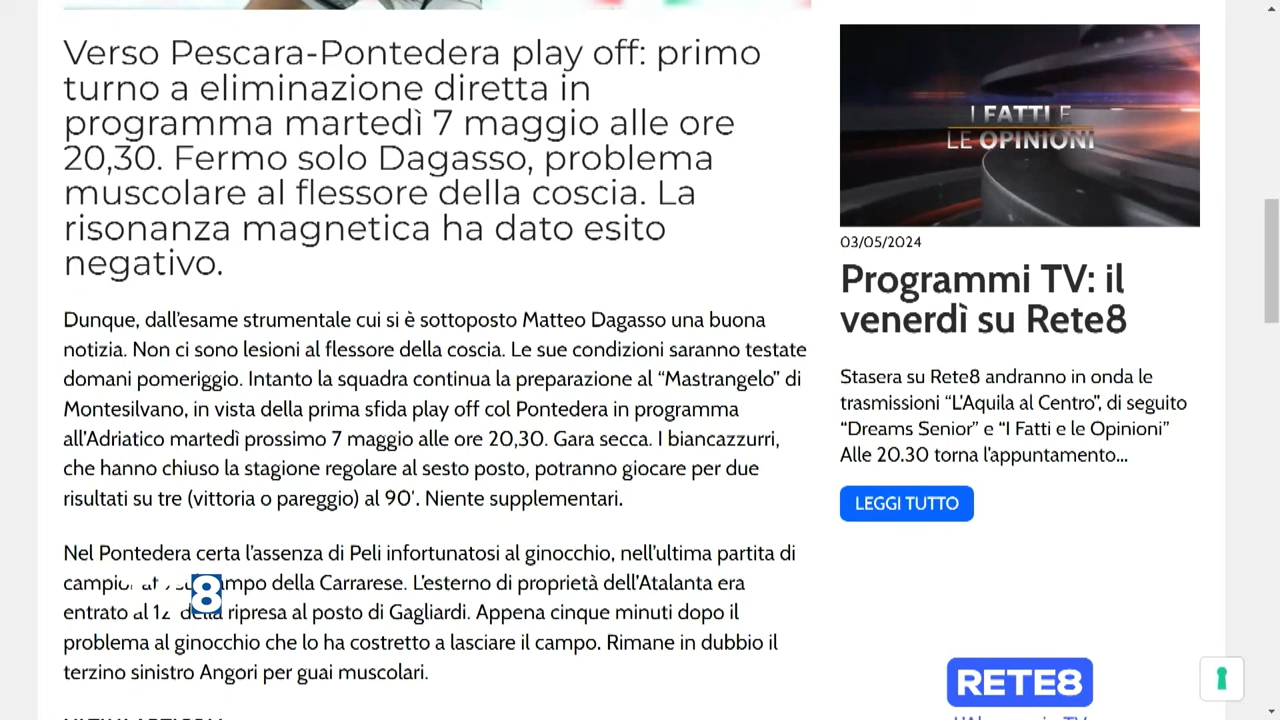 Verso Pescara-Pontedera play off: primo
turno a eliminazione diretta in
programma martedì 7 maggio alle ore
20,30. Fermo solo Dagasso, problema
muscolare al flessore della coscia. La
risonanza magnetica ha dato esito
negativo.
Dunque, dall’esame strumentale cui si è sottoposto Matteo Dagasso una buona
notizia. Non ci sono lesioni al flessore della coscia. Le sue condizioni saranno testate
domani pomeriggio. Intanto la squadra continua la preparazione al “Mastrangelo” di
Montesilvano, in vista della prima sfida play off col Pontedera in programma
all’Adriatico martedì prossimo 7 maggio alle ore 20,30. Gara secca. I biancazzurri,
che hanno chiuso la stagione regolare al sesto posto, potranno giocare per due
risultati su tre (vittoria o pareggio) al 90’. Niente supplementari.
Nel Pontedera certa l’assenza di Peli infortunatosi al ginocchio, nell’ultima partita di
della Carrarese. L’esterno di proprietà dell’Atalanta era
entrato al 12 della ripresa al posto di Gagliardi. Appena cinque minuti dopo il
problema al ginocchio che lo ha costretto a lasciare il campo. Rimane in dubbio il
terzino sinistro Angori per guai muscolari.
8
I FATTI E
LE OPINIONI
03/05/2024
Programmi TV: il
venerdì su Rete8
Stasera su Rete8 andranno in onda le
trasmissioni “L’Aquila al Centro”, di seguito
“Dreams Senior” e “I Fatti e le Opinioni”
Alle 20.30 torna l’appuntamento...
LEGGI TUTTO
RETE8